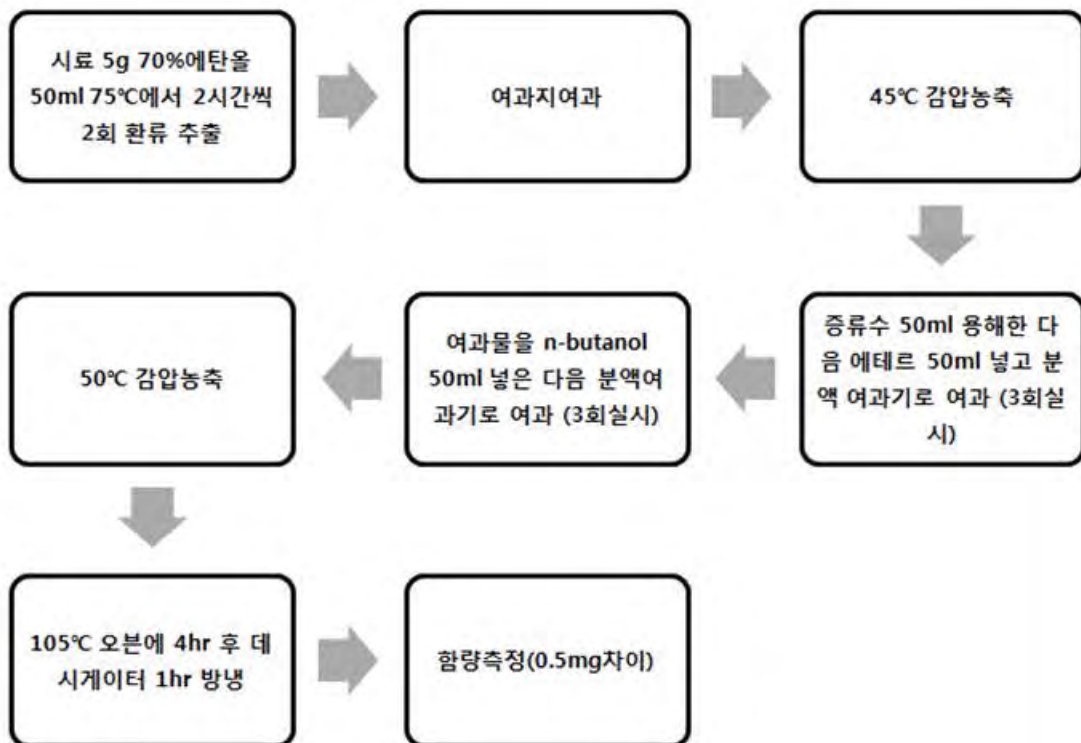 시료 5g 70%에탄올
50ml 75℃에서 2시간씩
2회 환류 추출
여과지여과
45℃ 감압농축
증류수 50ml 용해한 다
음 에테르 50ml 넣고 분
액 여과기로 여과 (3회실
시)
여과물을 n-butanol
50ml 넣은 다음 분액여
과기로 여과 (3회실시)
50℃ 감압농축
105℃ 오븐에 4hr 후 데
시게이터 1hr 방냉
함량측정(0.5mg차이)